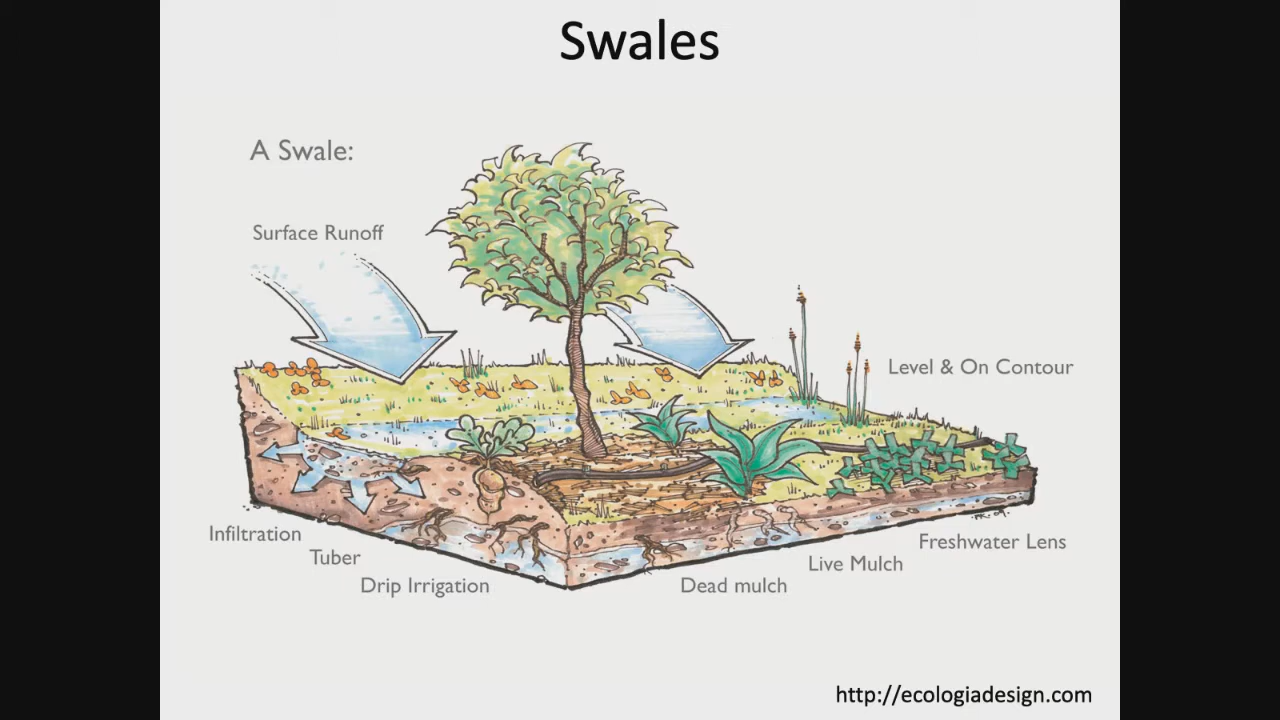 Swales
A Swale:
Surface Runoff
Level & On Contour
Infiltration
Tuber
Drip Irrigation
Dead mulch
Live Mulch
Freshwater Lens
http://ecologiadesign.com